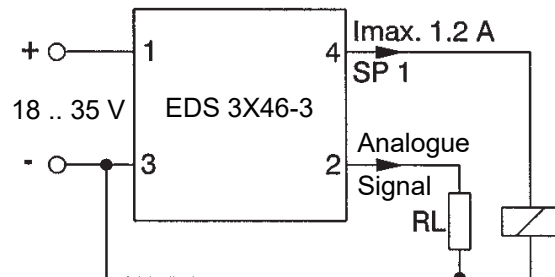 Imax. 1.2 A
+ 1 4
SP 1
18 .. 35 V EDS 3X46-3
Analogue
- 3 2
Signal
RL